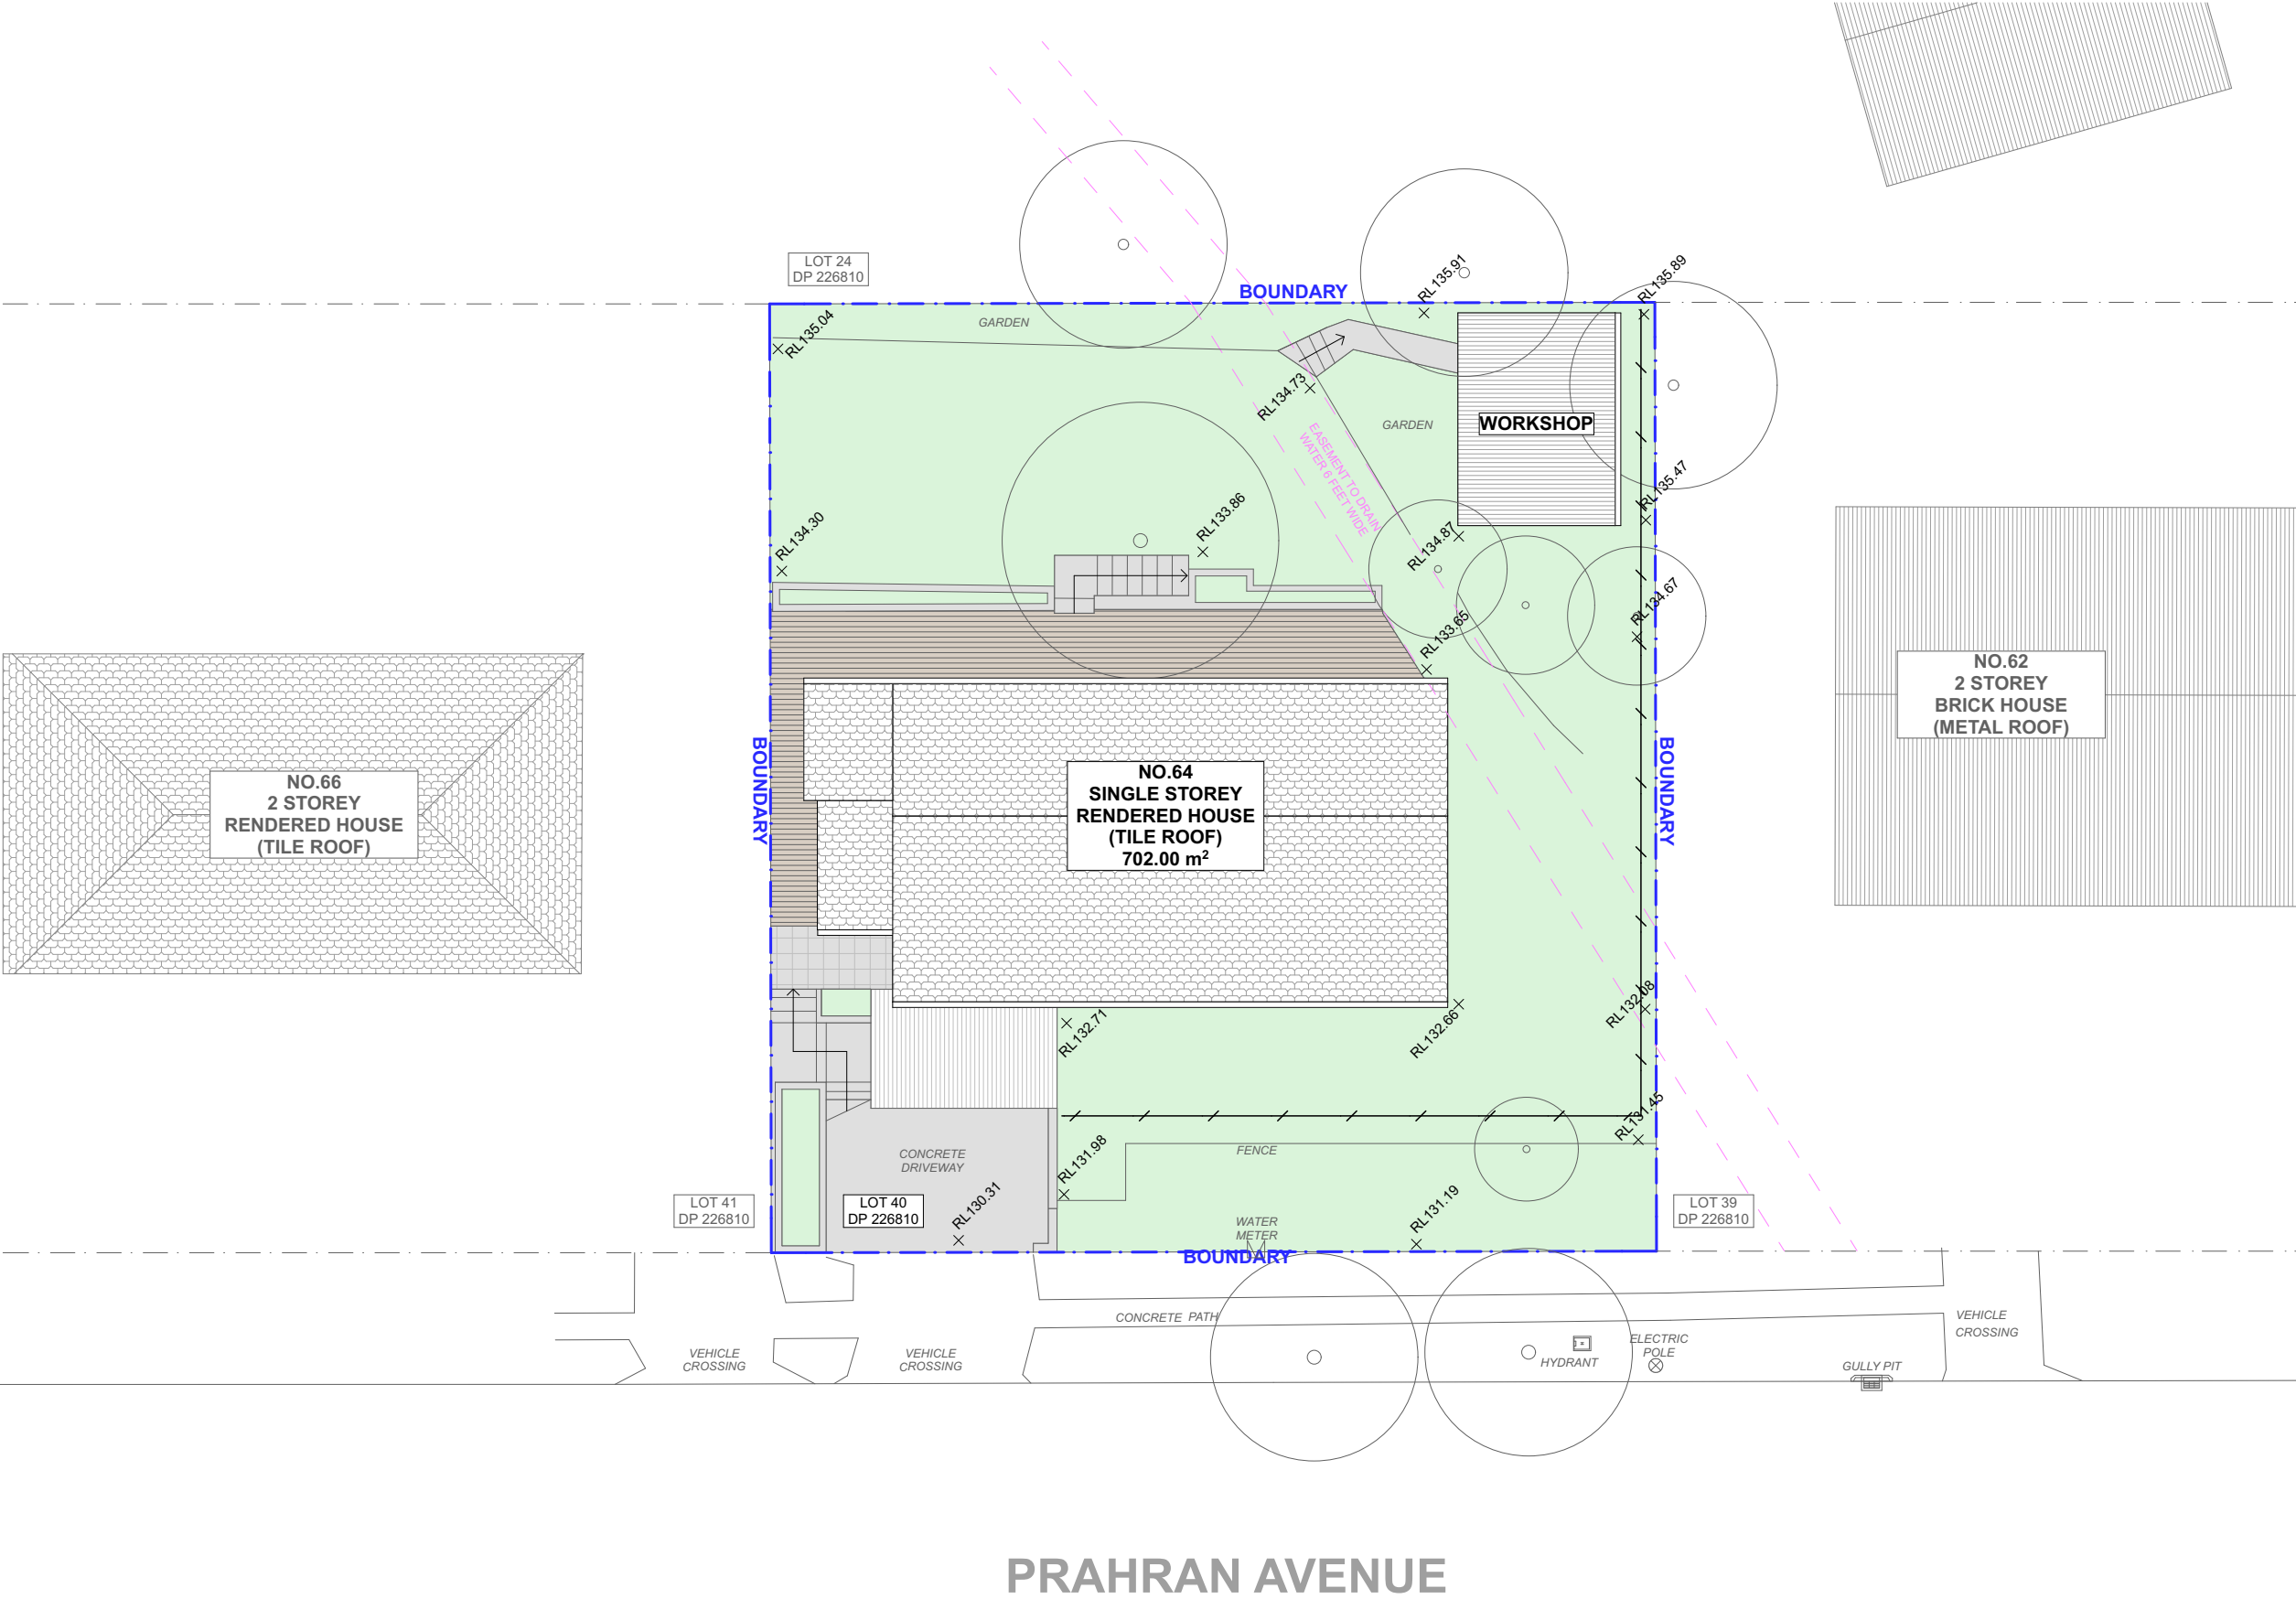 LOT 24
DP 226810
BOUNDARY
RL135.91
RL135.89
GARDEN
RL135.04
RL134.73
GARDEN
WORKSHOP
EASEMENT TO DRAIN
WATER 6 FEET WIDE
RL135.47
RL134.30
RL133.86
RL134.87
RL134.67
RL133.65
NO.62
2 STOREY
BRICK HOUSE
(METAL ROOF)
BOUNDARY
BOUNDARY
NO.66
2 STOREY
RENDERED HOUSE
(TILE ROOF)
NO.64
SINGLE STOREY
RENDERED HOUSE
(TILE ROOF)
702.00 m²
RL132.71
RL132.66
RL132.08
RL131.45
CONCRETE
DRIVEWAY
RL131.98
FENCE
LOT 41
DP 226810
LOT 40
DP 226810
RL130.31
WATER
METER
RL131.19
LOT 39
DP 226810
BOUNDARY
CONCRETE PATH
VEHICLE
CROSSING
VEHICLE
CROSSING
VEHICLE
CROSSING
HYDRANT
ELECTRIC
POLE
GULLY PIT
PRAHRAN AVENUE